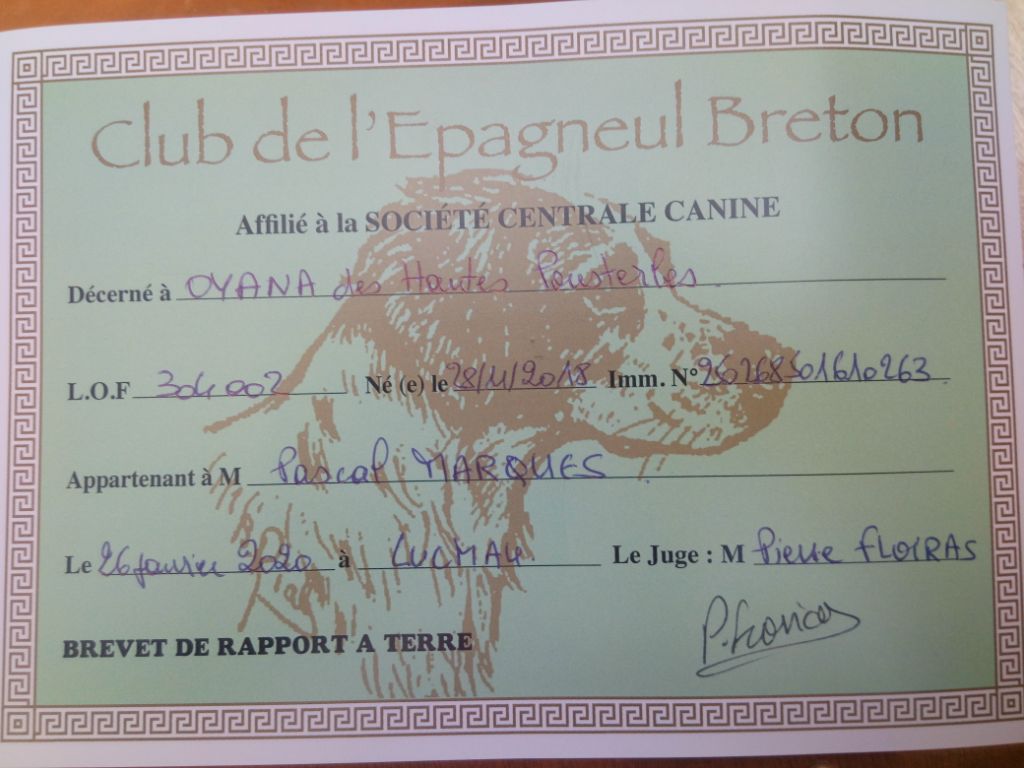 Club de l'Epagneul Breton
Affilié à la SOCIÉTÉ CENTRALE CANINE
Décerné à OYANA des Hautes Pousterles
L.O.F 304002 Né (e) le 28/11/2018 Imm. N° 250268501610263
Appartenant à M Pascal MARQUES
Le 26 janvier 2020 à LUCMAU Le Juge : M Pierre FLOIRAS
BREVET DE RAPPORT A TERRE P. Floiras